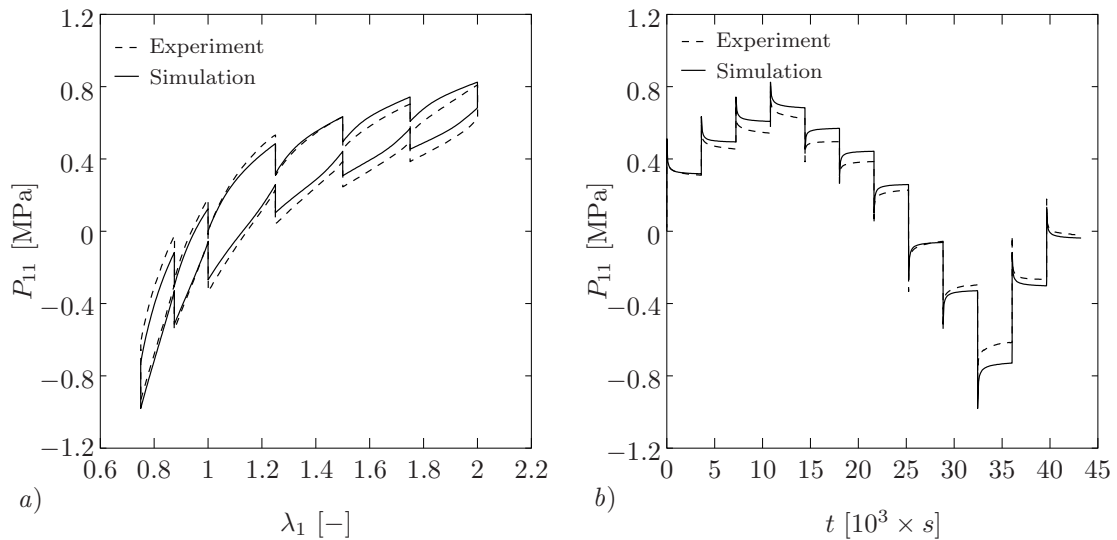 1.2
0.8
0.4
0
−0.4
−0.8
−1.2
P₁₁ [MPa]
Experiment
Simulation
0.6 0.8 1 1.2 1.4 1.6 1.8 2 2.2
λ₁ [−]
a)
1.2
0.8
0.4
0
−0.4
−0.8
−1.2
P₁₁ [MPa]
Experiment
Simulation
0 5 10 15 20 25 30 35 40 45
t [10³ × s]
b)